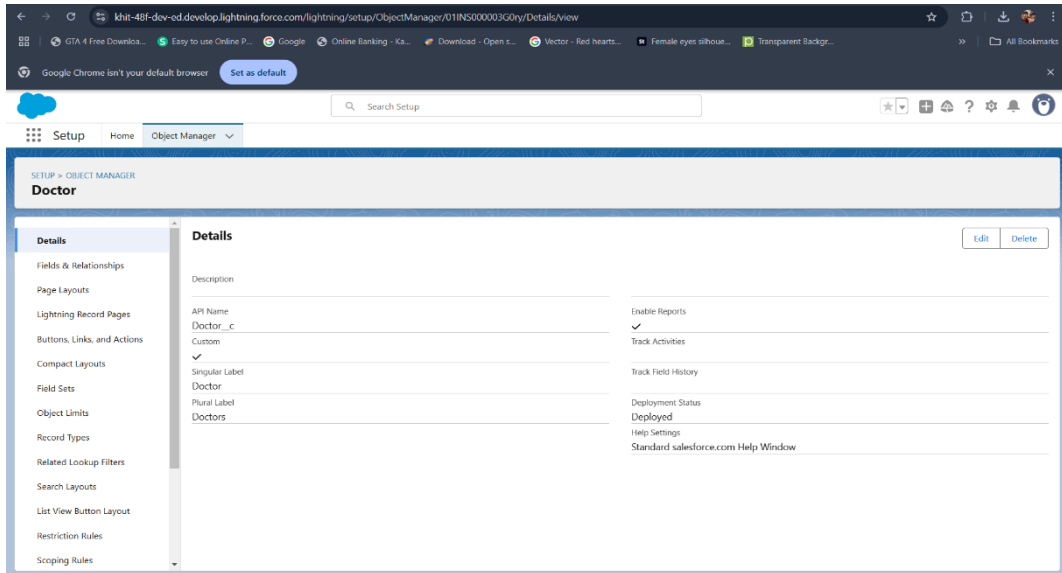 khit-48f-dev-ed.develop.lightning.force.com/lightning/setup/ObjectManager/01INS000003G0ry/Details/view
GTA 4 Free Downloa... Easy to use Online P... Google Online Banking - Ka... Download - Open s... Vector - Red hearts... Female eyes silhoue... Transparent Backgr... » All Bookmarks
Google Chrome isn't your default browser Set as default
Search Setup
Setup Home Object Manager
SETUP > OBJECT MANAGER
Doctor
Details
Fields & Relationships
Page Layouts
Lightning Record Pages
Buttons, Links, and Actions
Compact Layouts
Field Sets
Object Limits
Record Types
Related Lookup Filters
Search Layouts
List View Button Layout
Restriction Rules
Scoping Rules
Details
Edit Delete
Description
API Name
Doctor__c
Custom
Singular Label
Doctor
Plural Label
Doctors
Enable Reports
Track Activities
Track Field History
Deployment Status
Deployed
Help Settings
Standard salesforce.com Help Window